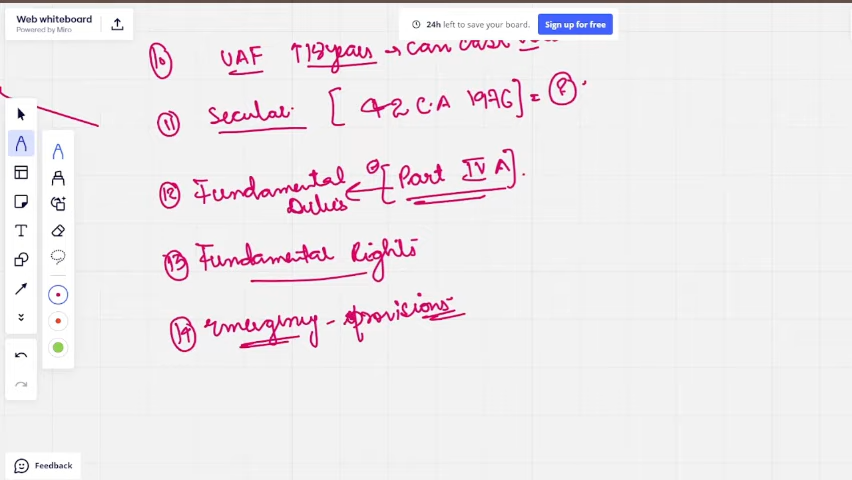 Web whiteboard
Powered by Miro
24h left to save your board.
Sign up for free
10 UAF ↑18 years → can cast
11 Secular [42 C.A 1976] = P
12 Fundamental Duties ← [Part IV A].
13 Fundamental Rights
14 Emergency - provisions
T
Feedback